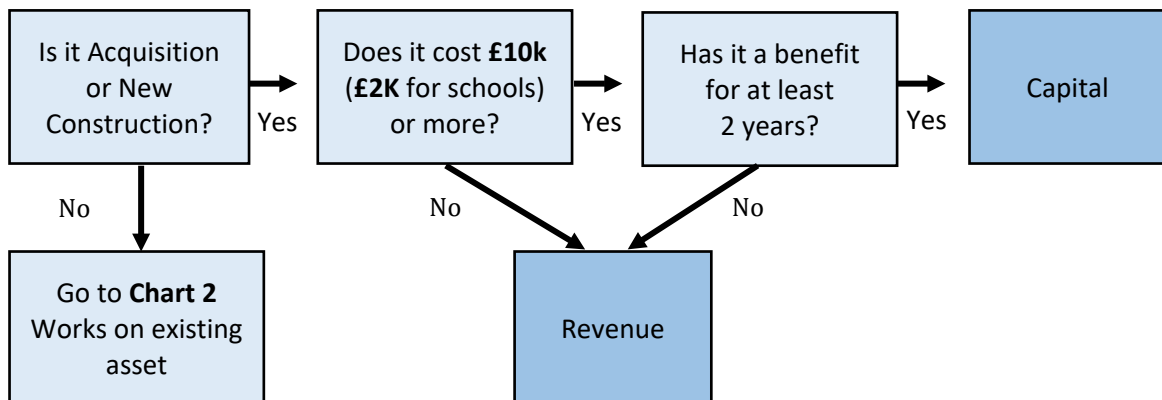 Is it Acquisition
or New
Construction?
Yes
Does it cost £10k
(£2K for schools)
or more?
Yes
Has it a benefit
for at least
2 years?
Yes
Capital
No
No
No
Go to Chart 2
Works on existing
asset
Revenue